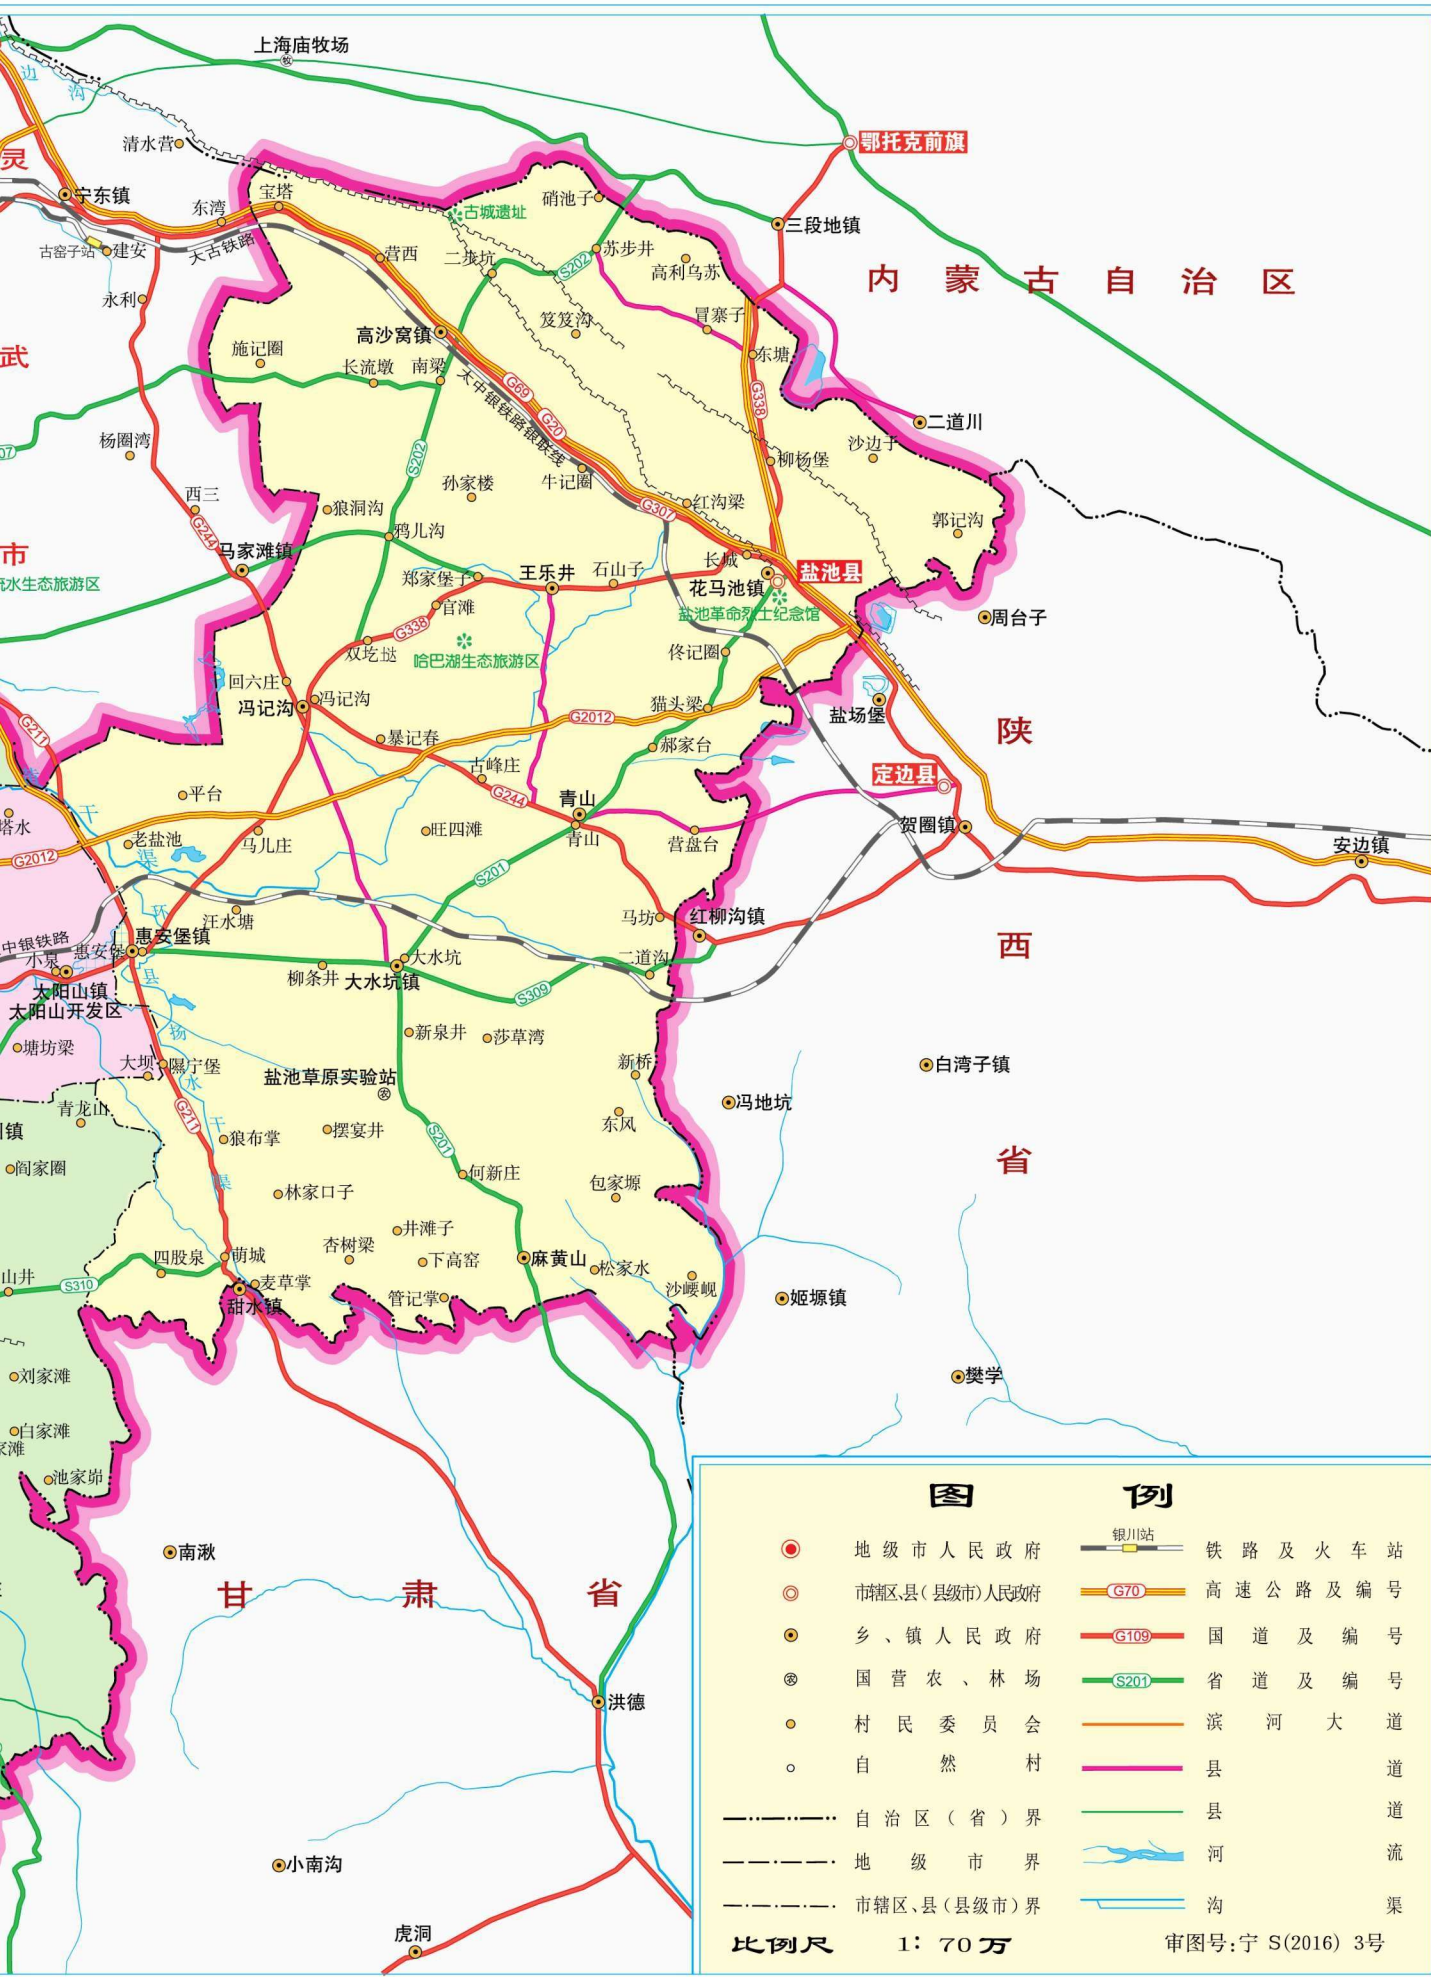 上海庙牧场
牧
边
沟
清水营
鄂托克前旗
灵
宁东镇
东湾
宝塔
硝池子
古城遗址
三段地镇
古窑子站
建安
大古铁路
营西
二步坑
S202
苏步井
高利乌苏
内蒙古自治区
永利
高沙窝镇
笈笈沟
冒寨子
武
施记圈
长流墩
南梁
东塘
太中银铁路银联线
G69
G20
G338
二道川
07
杨圈湾
S202
沙边子
柳杨堡
西三
孙家楼
牛记圈
狼洞沟
G307
红沟梁
G244
鸦儿沟
郭记沟
市
马家滩镇
长城
流水生态旅游区
郑家堡子
王乐井
石山子
盐池县
花马池镇
官滩
盐池革命烈士纪念馆
周台子
G338
双圪垯
哈巴湖生态旅游区
佟记圈
回六庄
冯记沟
冯记沟
猫头梁
盐场堡
G2012
G211
暴记春
郝家台
陕
古峰庄
定边县
平台
G244
青山
干
塔水
旺四滩
青山
营盘台
贺圈镇
老盐池
马儿庄
安边镇
G2012
渠
S201
环
汪水塘
马坊
红柳沟镇
中银铁路
惠安堡镇
惠安堡
西
小泉
县
柳条井
大水坑
大水坑镇
二道沟
太阳山镇
太阳山开发区
S309
扬
新泉井
莎草湾
塘坊梁
大坝
隰宁堡
新桥
白湾子镇
水
盐池草原实验站
农
冯地坑
青龙山
G211
东风
川镇
干
狼布掌
摆宴井
S201
省
阎家圈
何新庄
渠
林家口子
包家塬
井滩子
杏树梁
四股泉
萌城
下高窑
麻黄山
松家水
山井
S310
麦草掌
沙崾岘
甜水镇
管记掌
姬塬镇
刘家滩
樊学
白家滩
家滩
池家峁
南湫
甘肃省
洪德
小南沟
虎洞
图例
地级市人民政府
市辖区、县(县级市)人民政府
乡、镇人民政府
农
国营农、林场
村民委员会
自然村
自治区(省)界
地级市界
市辖区、县(县级市)界
银川站
铁路及火车站
G70
高速公路及编号
G109
国道及编号
S201
省道及编号
滨河大道
县道
县道
河流
沟渠
比例尺 1:70万
审图号:宁 S(2016) 3号